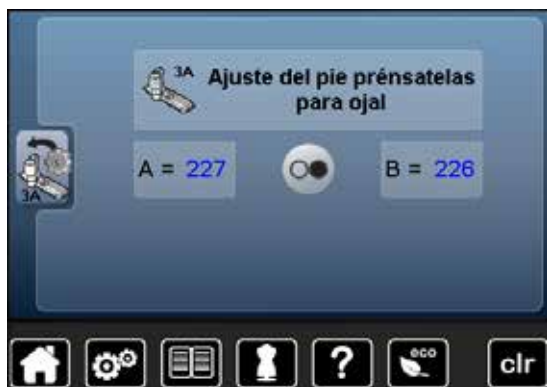 3A Ajuste del pie prénsatelas
para ojal
A = 227
B = 226
3A
?
eco
clr